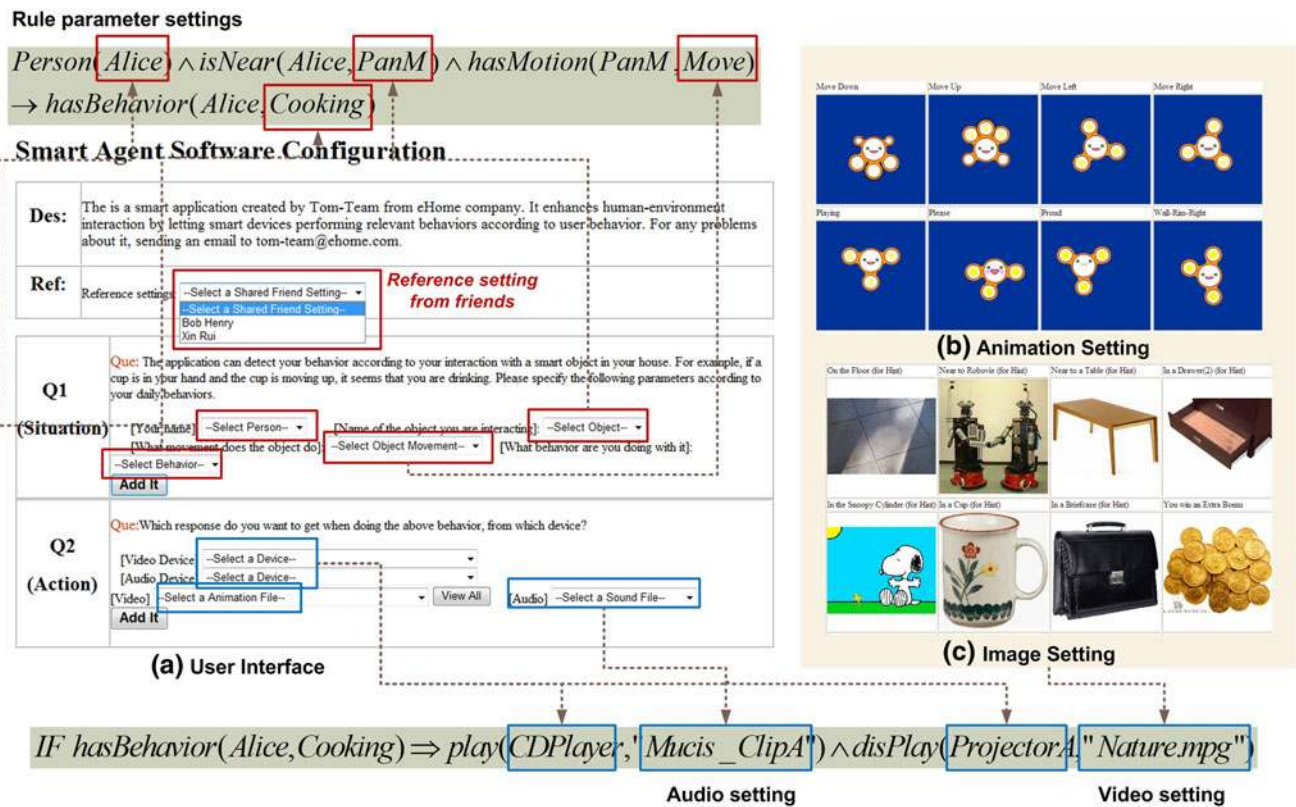 Rule parameter settings
Person(Alice) ∧ isNear(Alice, PanM) ∧ hasMotion(PanM, Move)
→ hasBehavior(Alice, Cooking)
Smart Agent Software Configuration
Des:
The is a smart application created by Tom-Team from eHome company. It enhances human-environment
interaction by letting smart devices performing relevant behaviors according to user behavior. For any problems
about it, sending an email to tom-team@ehome.com.
Ref:
Reference settings: --Select a Shared Friend Setting--
--Select a Shared Friend Setting--
Bob Henry
Xin Rui
Reference setting
from friends
Q1
(Situation)
Que: The application can detect your behavior according to your interaction with a smart object in your house. For example, if a
cup is in your hand and the cup is moving up, it seems that you are drinking. Please specify the following parameters according to
your daily behaviors.
[Your name] --Select Person-- [Name of the object you are interacting]: --Select Object--
[What movement does the object do]: --Select Object Movement-- [What behavior are you doing with it]:
--Select Behavior--
Add It
Q2
(Action)
Que:Which response do you want to get when doing the above behavior, from which device?
[Video Device --Select a Device--
[Audio Device --Select a Device--
[Video] --Select a Animation File-- View All [Audio] --Select a Sound File--
Add It
(a) User Interface
Move Down Move Up Move Left Move Right
Playing Please Proud Wall-Rim-Right
(b) Animation Setting
On the Floor (for Hint) Near to Robovie (for Hint) Near to a Table (for Hint) In a Drawer(2) (for Hint)
In the Snoopy Cylinder (for Hint) In a Cup (for Hint) In a Briefcase (for Hint) You win an Extra Bonus
(c) Image Setting
IF hasBehavior(Alice,Cooking) ⇒ play(CDPlayer," Mucis _ ClipA") ∧ disPlay(ProjectorA," Nature.mpg")
Audio setting
Video setting